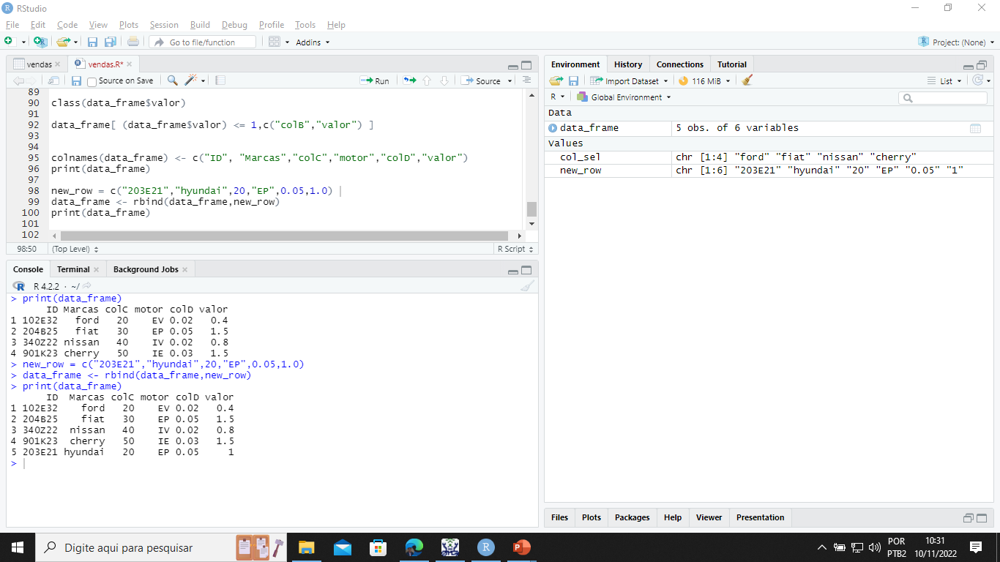 RStudio
File Edit Code View Plots Session Build Debug Profile Tools Help
Go to file/function Addins Project: (None)
vendas vendas.R*
Source on Save Run Source
89
90 class(data_frame$valor)
91
92 data_frame[ (data_frame$valor) <= 1,c("colB","valor") ]
93
94
95 colnames(data_frame) <- c("ID", "Marcas","colC","motor","colD","valor")
96 print(data_frame)
97
98 new_row = c("203E21","hyundai",20,"EP",0.05,1.0)
99 data_frame <- rbind(data_frame,new_row)
100 print(data_frame)
101
102
98:50 (Top Level) R Script
Console Terminal Background Jobs
R 4.2.2 · ~/
> print(data_frame)
ID Marcas colC motor colD valor
1 102E32 ford 20 EV 0.02 0.4
2 204B25 fiat 30 EP 0.05 1.5
3 340Z22 nissan 40 IV 0.02 0.8
4 901K23 cherry 50 IE 0.03 1.5
> new_row = c("203E21","hyundai",20,"EP",0.05,1.0)
> data_frame <- rbind(data_frame,new_row)
> print(data_frame)
ID Marcas colC motor colD valor
1 102E32 ford 20 EV 0.02 0.4
2 204B25 fiat 30 EP 0.05 1.5
3 340Z22 nissan 40 IV 0.02 0.8
4 901K23 cherry 50 IE 0.03 1.5
5 203E21 hyundai 20 EP 0.05 1
>
Environment History Connections Tutorial
Import Dataset 116 MiB List
R Global Environment
Data
data_frame 5 obs. of 6 variables
Values
col_sel chr [1:4] "ford" "fiat" "nissan" "cherry"
new_row chr [1:6] "203E21" "hyundai" "20" "EP" "0.05" "1"
Files Plots Packages Help Viewer Presentation
Digite aqui para pesquisar
POR
PTB2
10:31
10/11/2022